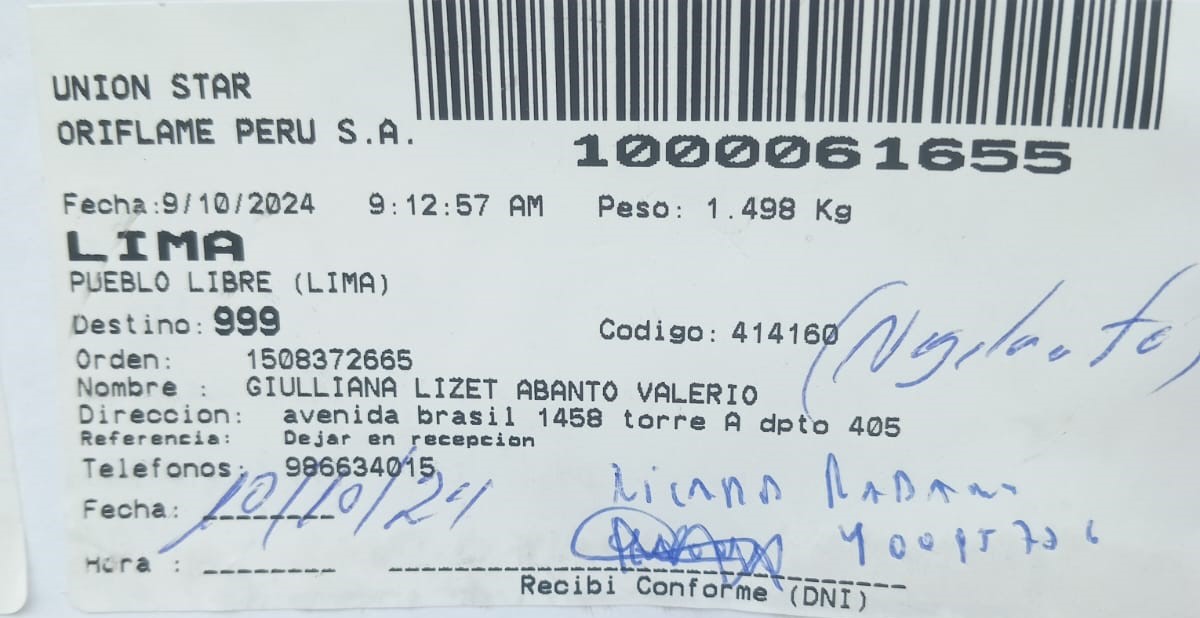 UNION STAR
ORIFLAME PERU S.A.
1000061655
Fecha:9/10/2024 9:12:57 AM Peso: 1.498 Kg
LIMA
PUEBLO LIBRE (LIMA)
Destino: 999 Codigo: 414160
Orden: 1508372665
Nombre : GIULLIANA LIZET ABANTO VALERIO
Direccion: avenida brasil 1458 torre A dpto 405
Referencia: Dejar en recepcion
Telefonos: 986634015
Fecha: 10/10/24
Hora :
Recibi Conforme (DNI)